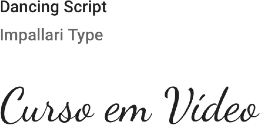 Dancing Script
Impallari Type
Curso em Vídeo